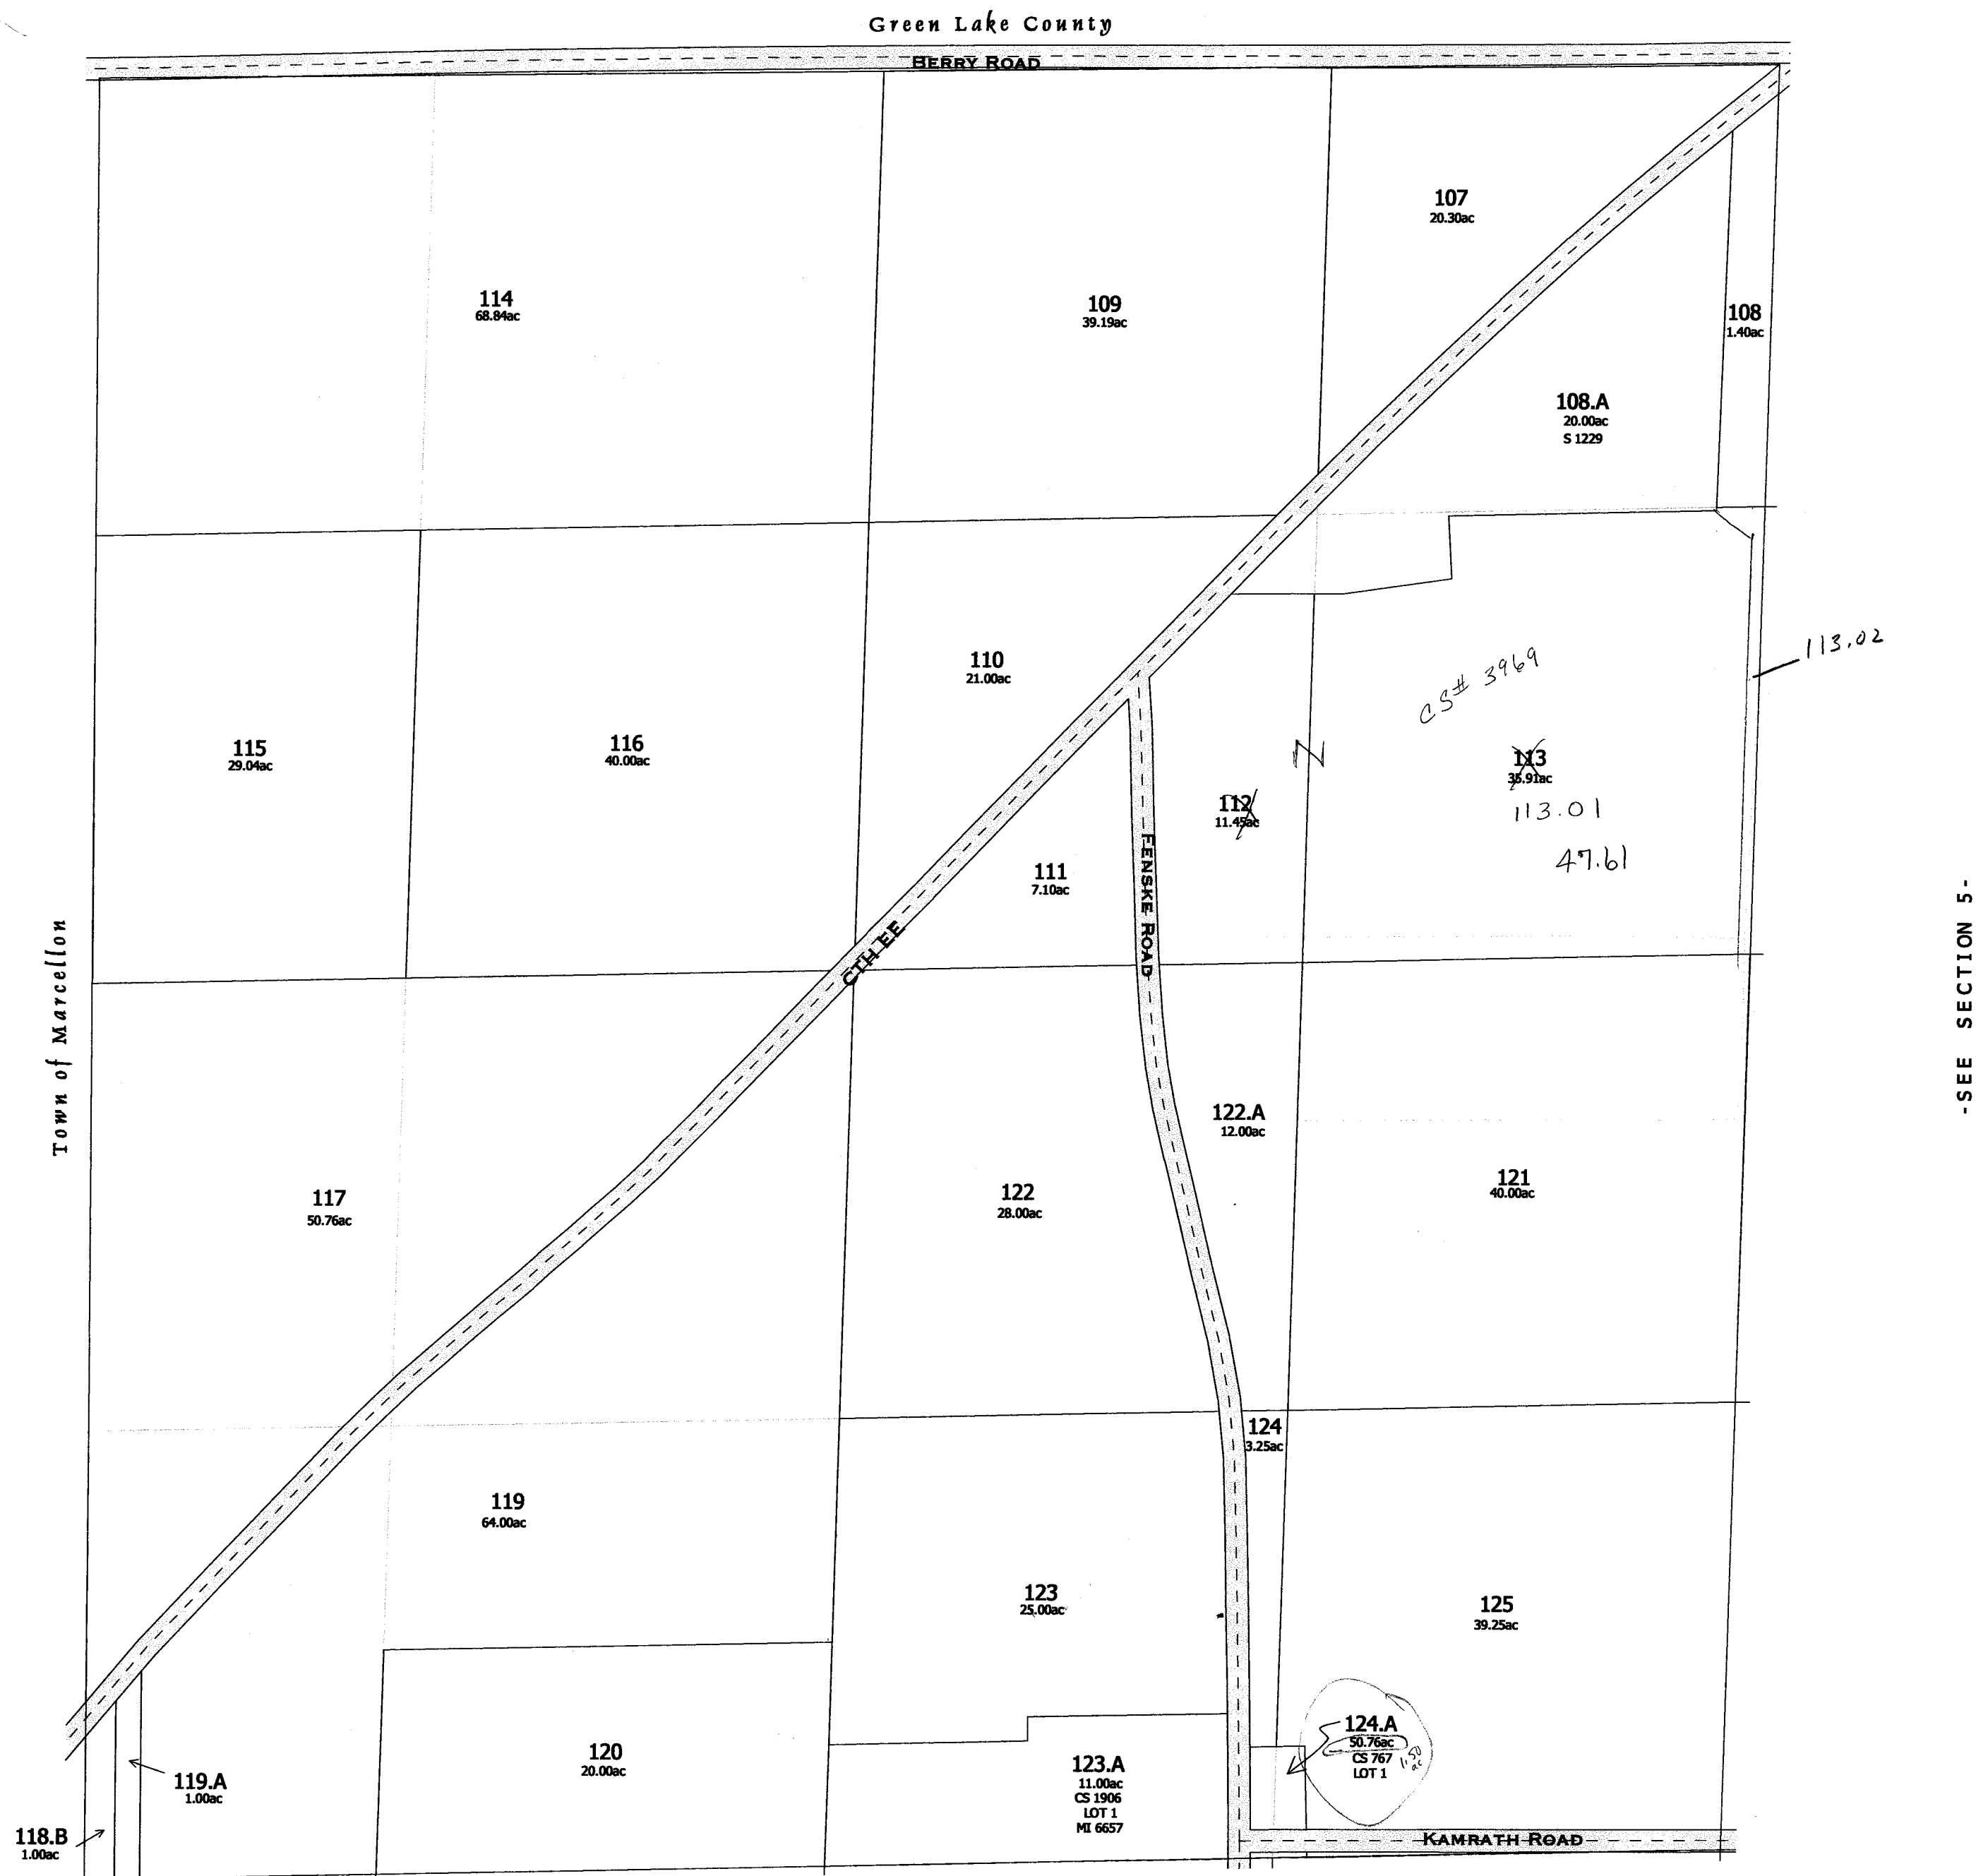 Green Lake County
BERRY ROAD
107
20.30ac
114
68.84ac
109
39.19ac
108
1.40ac
108.A
20.00ac
S 1229
113.02
CS# 3969
110
21.00ac
115
29.04ac
116
40.00ac
113
35.91ac
113.01
47.61
112
11.45ac
Z
111
7.10ac
FENSKE ROAD
CTH EE
Town of Marcellon
-SEE SECTION 5-
122.A
12.00ac
117
50.76ac
122
28.00ac
121
40.00ac
124
3.25ac
119
64.00ac
123
25.00ac
125
39.25ac
124.A
50.76ac
CS 767
LOT 1
1.50
ac
120
20.00ac
123.A
11.00ac
CS 1906
LOT 1
MI 6657
119.A
1.00ac
118.B
1.00ac
KAMRATH ROAD